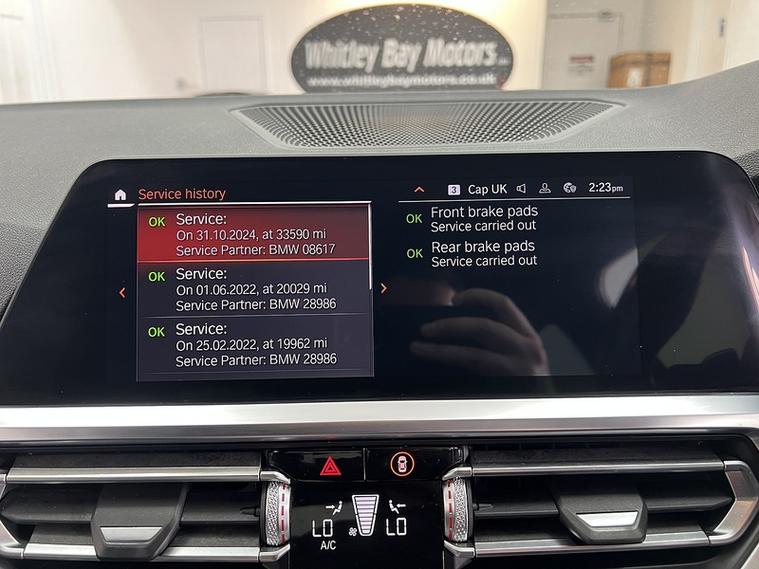 Whitley Bay Motors
www.whitleybaymotors.co.uk
Service history
3 Cap UK 2:23pm
OK Service:
On 31.10.2024, at 33590 mi
Service Partner: BMW 08617
OK Service:
On 01.06.2022, at 20029 mi
Service Partner: BMW 28986
OK Service:
On 25.02.2022, at 19962 mi
Service Partner: BMW 28986
OK Front brake pads
Service carried out
OK Rear brake pads
Service carried out
LO LO
A/C